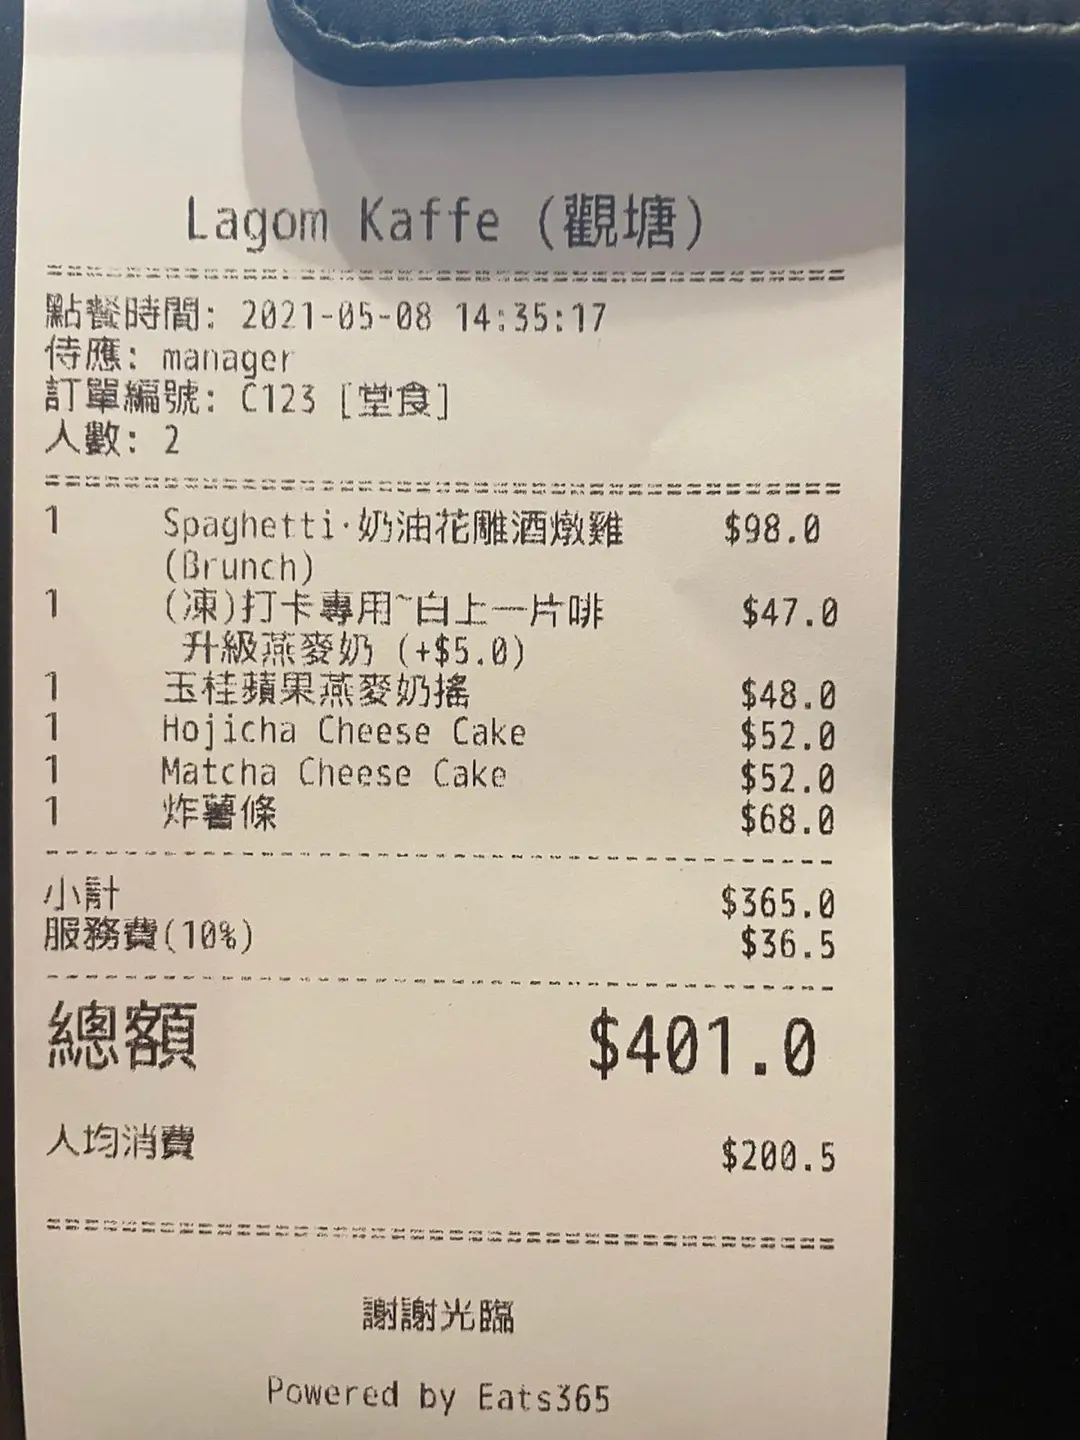 Lagom Kaffe (觀塘)
點餐時間: 2021-05-08 14:35:17
侍應: manager
訂單編號: C123 [堂食]
人數: 2
1 Spaghetti·奶油花雕酒燉雞 $98.0
(Brunch)
1 (凍)打卡專用~白上一片啡 $47.0
升級燕麥奶 (+$5.0)
1 玉桂蘋果燕麥奶搖 $48.0
1 Hojicha Cheese Cake $52.0
1 Matcha Cheese Cake $52.0
1 炸薯條 $68.0
小計 $365.0
服務費(10%) $36.5
總額 $401.0
人均消費 $200.5
謝謝光臨
Powered by Eats365